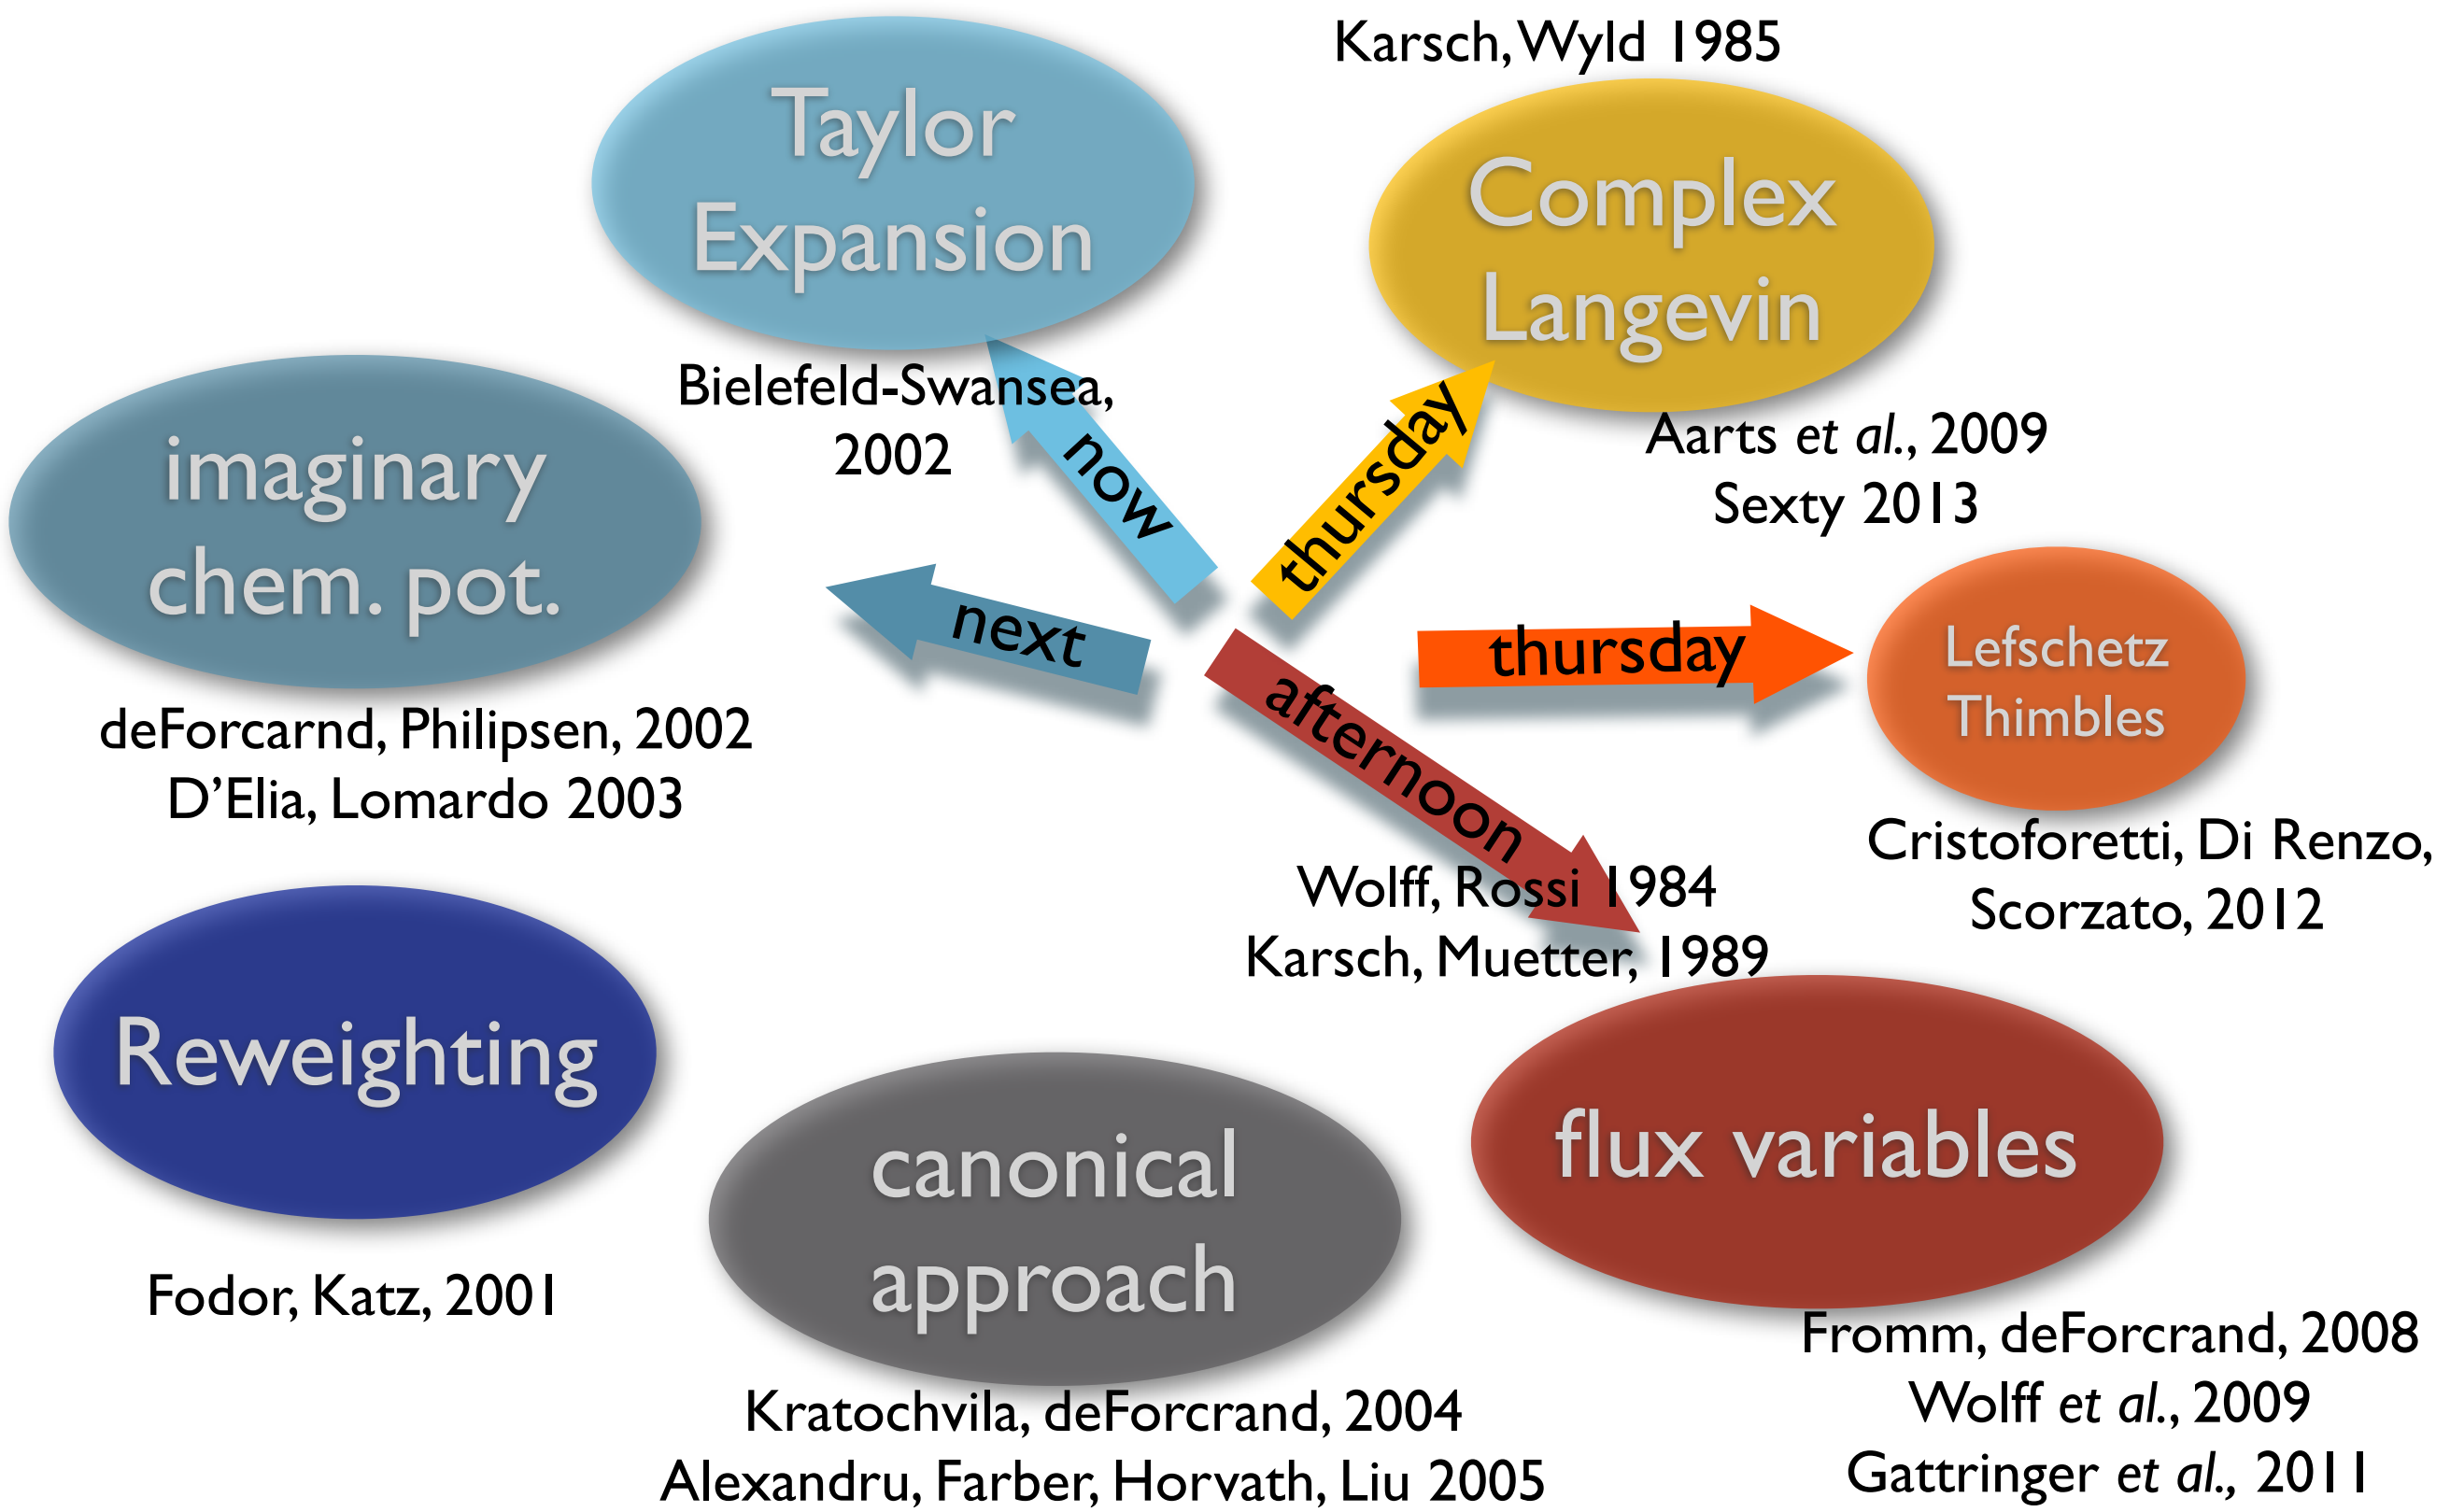 Karsch, Wyld 1985
Taylor
Expansion
Complex
Langevin
Bielefeld-Swansea,
2002
now
thursday
Aarts et al., 2009
Sexty 2013
imaginary
chem. pot.
next
thursday
Lefschetz
Thimbles
deForcarnd, Philipsen, 2002
D’Elia, Lomardo 2003
afternoon
Cristoforetti, Di Renzo,
Scorzato, 2012
Wolff, Rossi 1984
Karsch, Muetter, 1989
Reweighting
Fodor, Katz, 2001
canonical
approach
flux variables
Kratochvila, deForcrand, 2004
Alexandru, Farber, Horvath, Liu 2005
Fromm, deForcrand, 2008
Wolff et al., 2009
Gattringer et al., 2011